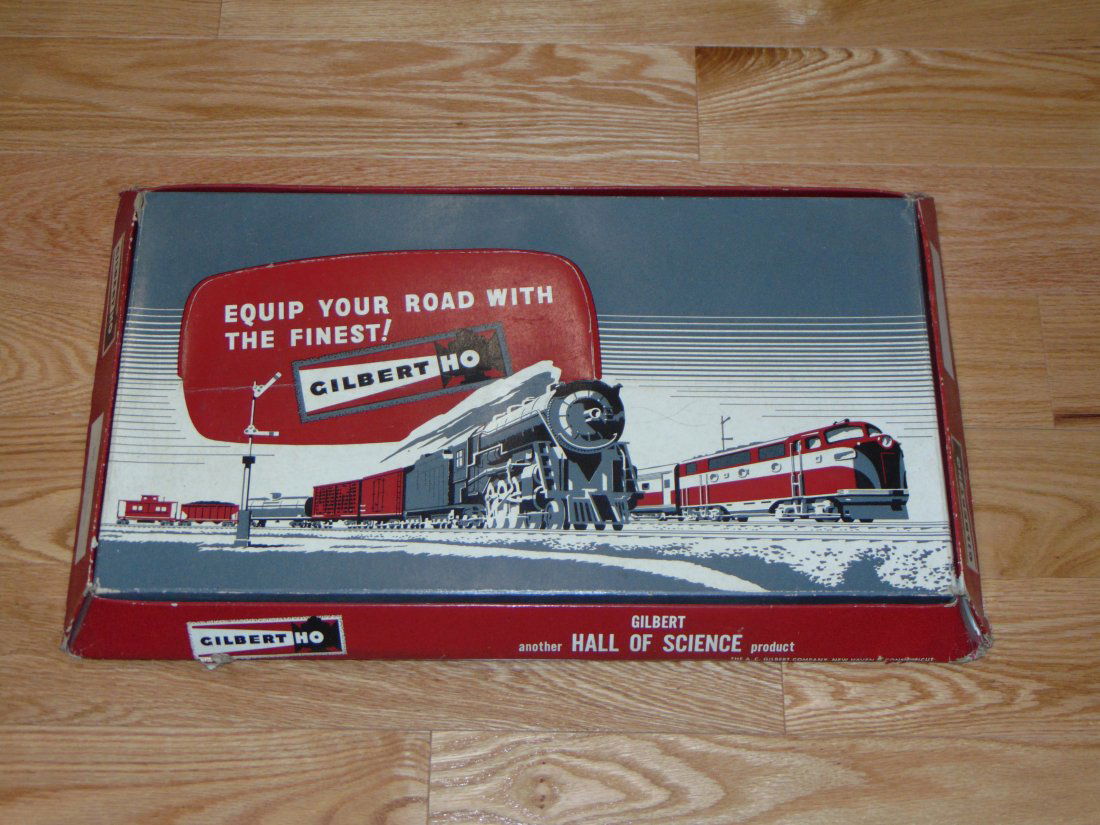 EQUIP YOUR ROAD WITH
THE FINEST!
GILBERT HO
GILBERT HO
GILBERT
another HALL OF SCIENCE product
THE A. C. GILBERT COMPANY, NEW HAVEN